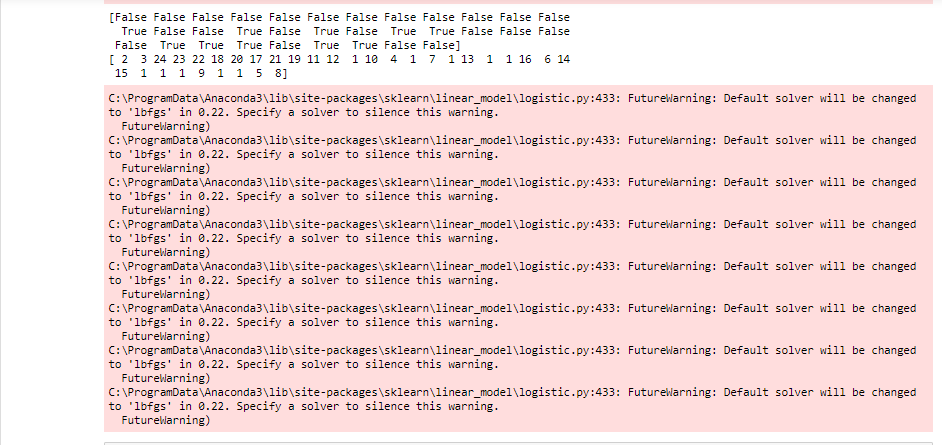 [False False False False False False False False False False False False
True False False True False True False True True False False False
False True True True False True True False False]
[ 2 3 24 23 22 18 20 17 21 19 11 12 1 10 4 1 7 1 13 1 1 16 6 14
15 1 1 1 9 1 1 5 8]
C:\ProgramData\Anaconda3\lib\site-packages\sklearn\linear_model\logistic.py:433: FutureWarning: Default solver will be changed
to 'lbfgs' in 0.22. Specify a solver to silence this warning.
FutureWarning)
C:\ProgramData\Anaconda3\lib\site-packages\sklearn\linear_model\logistic.py:433: FutureWarning: Default solver will be changed
to 'lbfgs' in 0.22. Specify a solver to silence this warning.
FutureWarning)
C:\ProgramData\Anaconda3\lib\site-packages\sklearn\linear_model\logistic.py:433: FutureWarning: Default solver will be changed
to 'lbfgs' in 0.22. Specify a solver to silence this warning.
FutureWarning)
C:\ProgramData\Anaconda3\lib\site-packages\sklearn\linear_model\logistic.py:433: FutureWarning: Default solver will be changed
to 'lbfgs' in 0.22. Specify a solver to silence this warning.
FutureWarning)
C:\ProgramData\Anaconda3\lib\site-packages\sklearn\linear_model\logistic.py:433: FutureWarning: Default solver will be changed
to 'lbfgs' in 0.22. Specify a solver to silence this warning.
FutureWarning)
C:\ProgramData\Anaconda3\lib\site-packages\sklearn\linear_model\logistic.py:433: FutureWarning: Default solver will be changed
to 'lbfgs' in 0.22. Specify a solver to silence this warning.
FutureWarning)
C:\ProgramData\Anaconda3\lib\site-packages\sklearn\linear_model\logistic.py:433: FutureWarning: Default solver will be changed
to 'lbfgs' in 0.22. Specify a solver to silence this warning.
FutureWarning)
C:\ProgramData\Anaconda3\lib\site-packages\sklearn\linear_model\logistic.py:433: FutureWarning: Default solver will be changed
to 'lbfgs' in 0.22. Specify a solver to silence this warning.
FutureWarning)